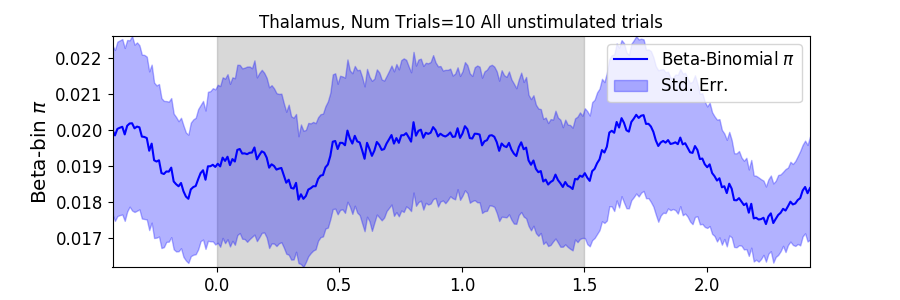 Thalamus, Num Trials=10 All unstimulated trials
Beta-bin π
0.022
0.021
0.020
0.019
0.018
0.017
Beta-Binomial π
Std. Err.
0.0 0.5 1.0 1.5 2.0